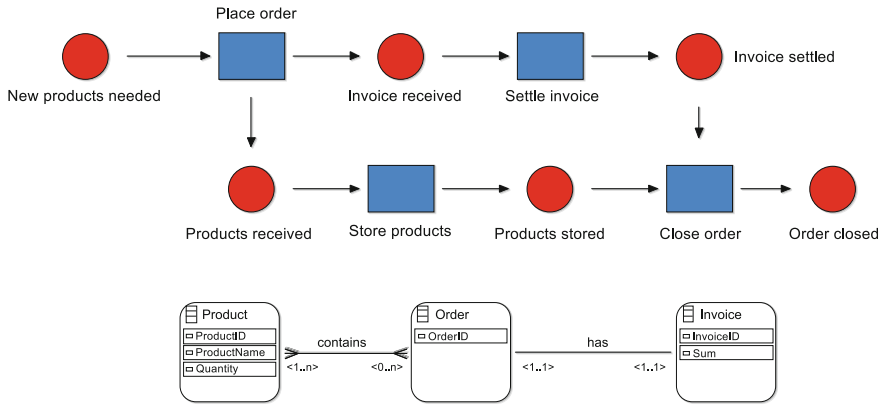 Place order
New products needed
Invoice received
Settle invoice
Invoice settled
Products received
Store products
Products stored
Close order
Order closed
Product
ProductID
ProductName
Quantity
contains
<1..n>
<0..n>
Order
OrderID
has
<1..1>
<1..1>
Invoice
InvoiceID
Sum